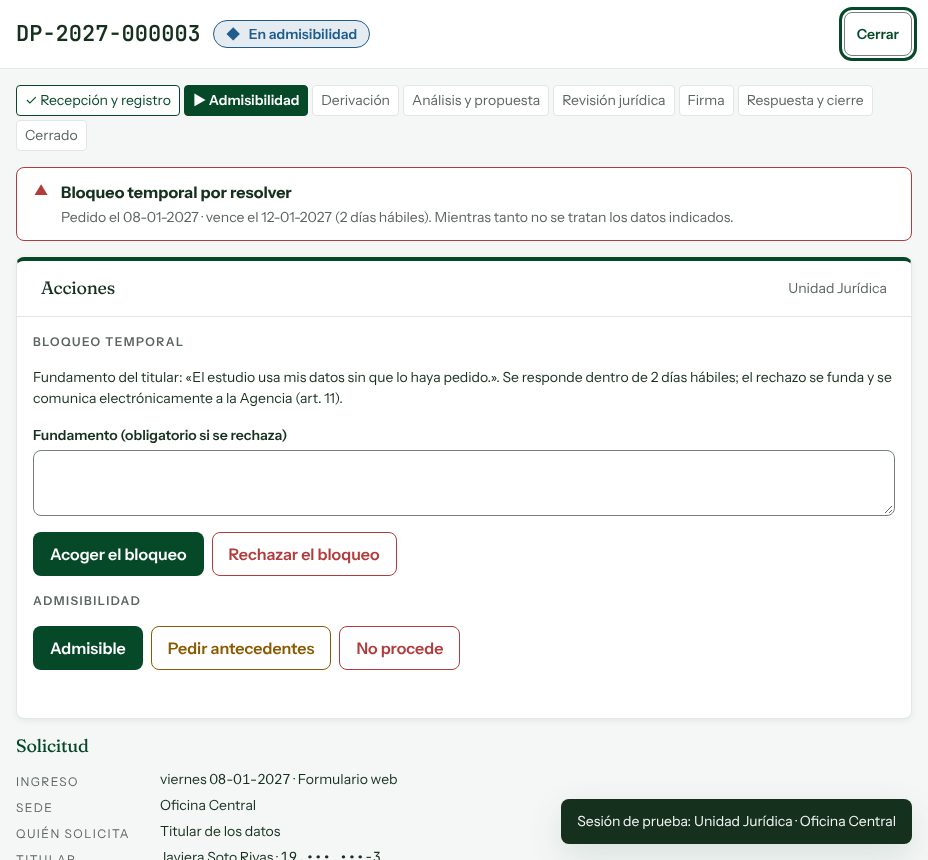 DP-2027-000003
En admisibilidad
Cerrar
✓ Recepción y registro
▶ Admisibilidad
Derivación
Análisis y propuesta
Revisión jurídica
Firma
Respuesta y cierre
Cerrado
Bloqueo temporal por resolver
Pedido el 08-01-2027 · vence el 12-01-2027 (2 días hábiles). Mientras tanto no se tratan los datos indicados.
Acciones
Unidad Jurídica
BLOQUEO TEMPORAL
Fundamento del titular: «El estudio usa mis datos sin que lo haya pedido.». Se responde dentro de 2 días hábiles; el rechazo se funda y se
comunica electrónicamente a la Agencia (art. 11).
Fundamento (obligatorio si se rechaza)
Acoger el bloqueo
Rechazar el bloqueo
ADMISIBILIDAD
Admisible
Pedir antecedentes
No procede
Solicitud
INGRESO
viernes 08-01-2027 · Formulario web
SEDE
Oficina Central
QUIÉN SOLICITA
Titular de los datos
TITULAR
Javiera Soto Rivas · 19.•••.•••-3
Sesión de prueba: Unidad Jurídica · Oficina Central